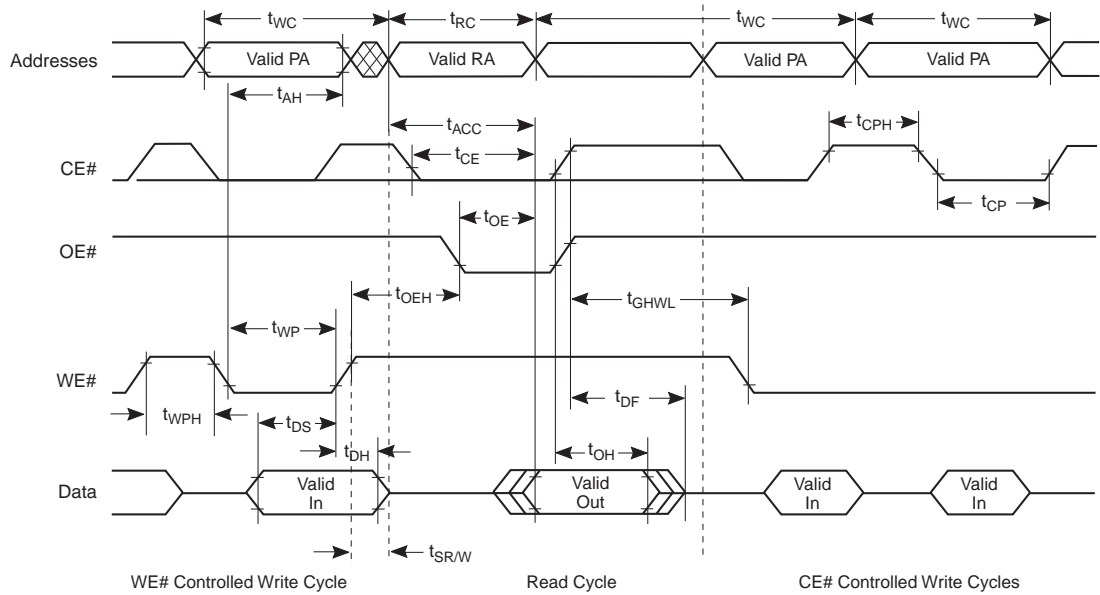 tWC tRC tWC tWC
Addresses Valid PA Valid RA Valid PA Valid PA
tAH
tACC tCPH
CE# tCE
tCP
tOE
OE#
tOEH tGHWL
tWP
WE#
tDF
tWPH tDS
tDH tOH
Data Valid In Valid Out Valid In Valid In
tSR/W
WE# Controlled Write Cycle Read Cycle CE# Controlled Write Cycles